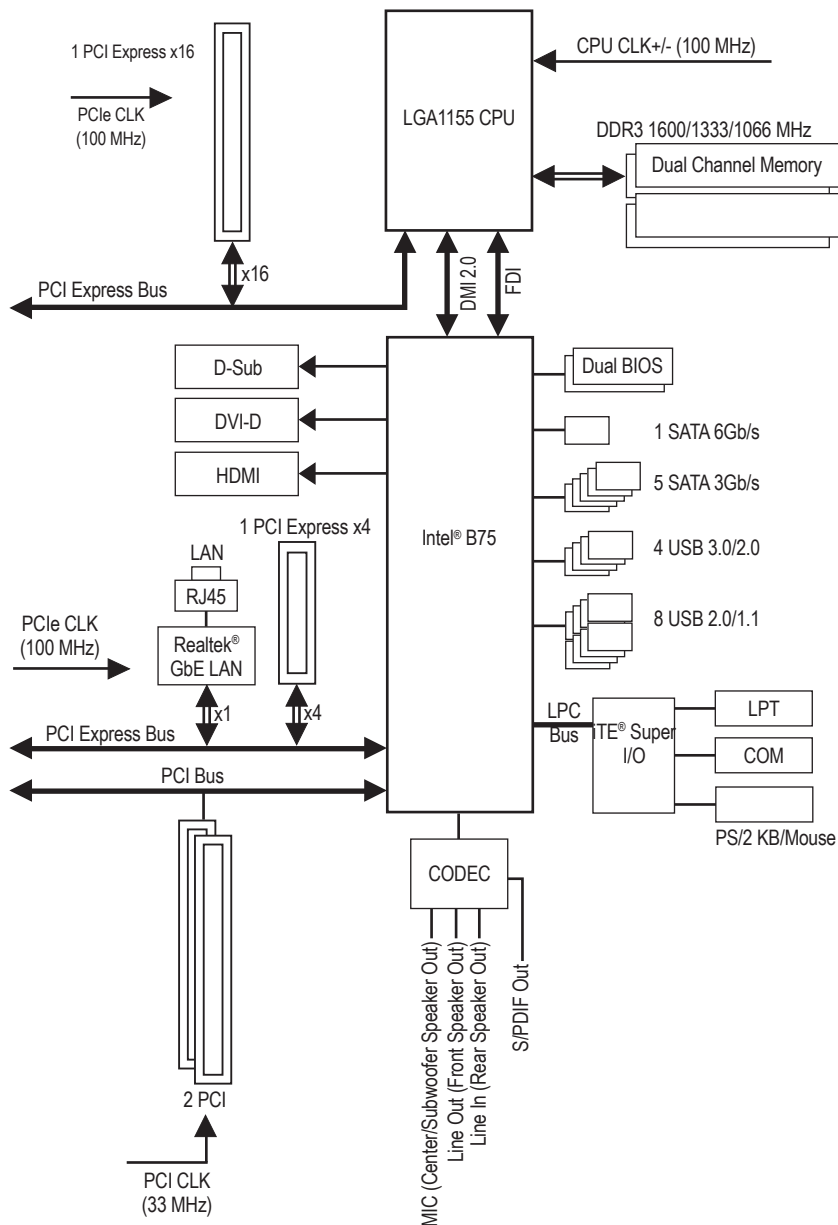 1 PCI Express x16
PCIe CLK
(100 MHz)
x16
PCI Express Bus
LGA1155 CPU
CPU CLK+/- (100 MHz)
DDR3 1600/1333/1066 MHz
Dual Channel Memory
DMI 2.0
FDI
D-Sub
DVI-D
HDMI
Intel® B75
Dual BIOS
1 SATA 6Gb/s
5 SATA 3Gb/s
4 USB 3.0/2.0
8 USB 2.0/1.1
1 PCI Express x4
LAN
RJ45
Realtek®
GbE LAN
PCIe CLK
(100 MHz)
x1
x4
PCI Express Bus
PCI Bus
LPC
Bus
iTE® Super
I/O
LPT
COM
PS/2 KB/Mouse
CODEC
MIC (Center/Subwoofer Speaker Out)
Line Out (Front Speaker Out)
Line In (Rear Speaker Out)
S/PDIF Out
2 PCI
PCI CLK
(33 MHz)